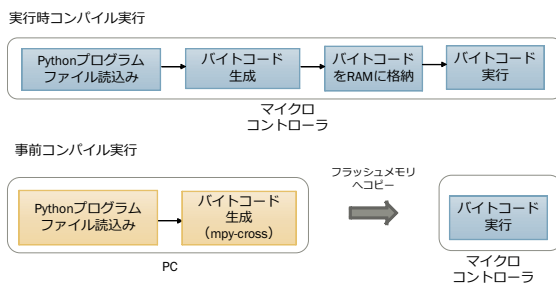 実行時コンパイル実行
Pythonプログラム
ファイル読込み
バイトコード
生成
バイトコード
をRAMに格納
バイトコード
実行
マイクロ
コントローラ
事前コンパイル実行
フラッシュメモリ
へコピー
Pythonプログラム
ファイル読込み
バイトコード
生成
（mpy-cross）
バイトコード
実行
PC
マイクロ
コントローラ